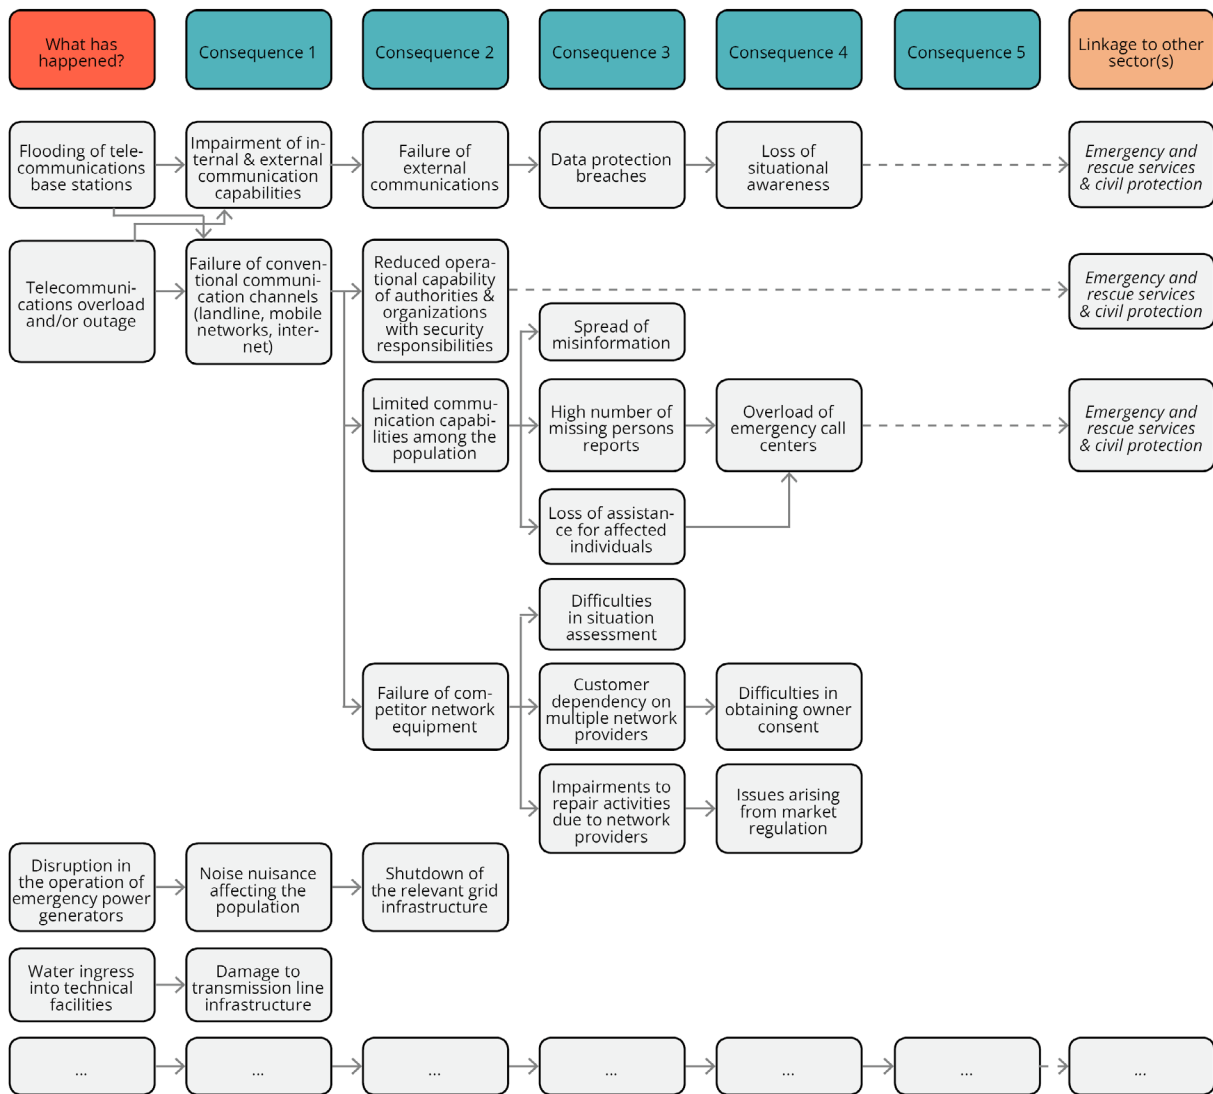 What has
happened?
Consequence 1
Consequence 2
Consequence 3
Consequence 4
Consequence 5
Linkage to other
sector(s)
Flooding of tele-
communications
base stations
Impairment of in-
ternal & external
communication
capabilities
Failure of
external
communications
Data protection
breaches
Loss of
situational
awareness
Emergency and
rescue services
& civil protection
Telecommuni-
cations overload
and/or outage
Failure of conven-
tional communi-
cation channels
(landline, mobile
networks, inter-
net)
Reduced opera-
tional capability
of authorities &
organizations
with security
responsibilities
Emergency and
rescue services
& civil protection
Spread of
misinformation
Limited commu-
nication capabi-
lities among the
population
High number of
missing persons
reports
Overload of
emergency call
centers
Emergency and
rescue services
& civil protection
Loss of assistan-
ce for affected
individuals
Difficulties
in situation
assessment
Failure of com-
petitor network
equipment
Customer
dependency on
multiple network
providers
Difficulties in
obtaining owner
consent
Impairments to
repair activities
due to network
providers
Issues arising
from market
regulation
Disruption in
the operation of
emergency power
generators
Noise nuisance
affecting the
population
Shutdown of
the relevant grid
infrastructure
Water ingress
into technical
facilities
Damage to
transmission line
infrastructure
...
...
...
...
...
...
...